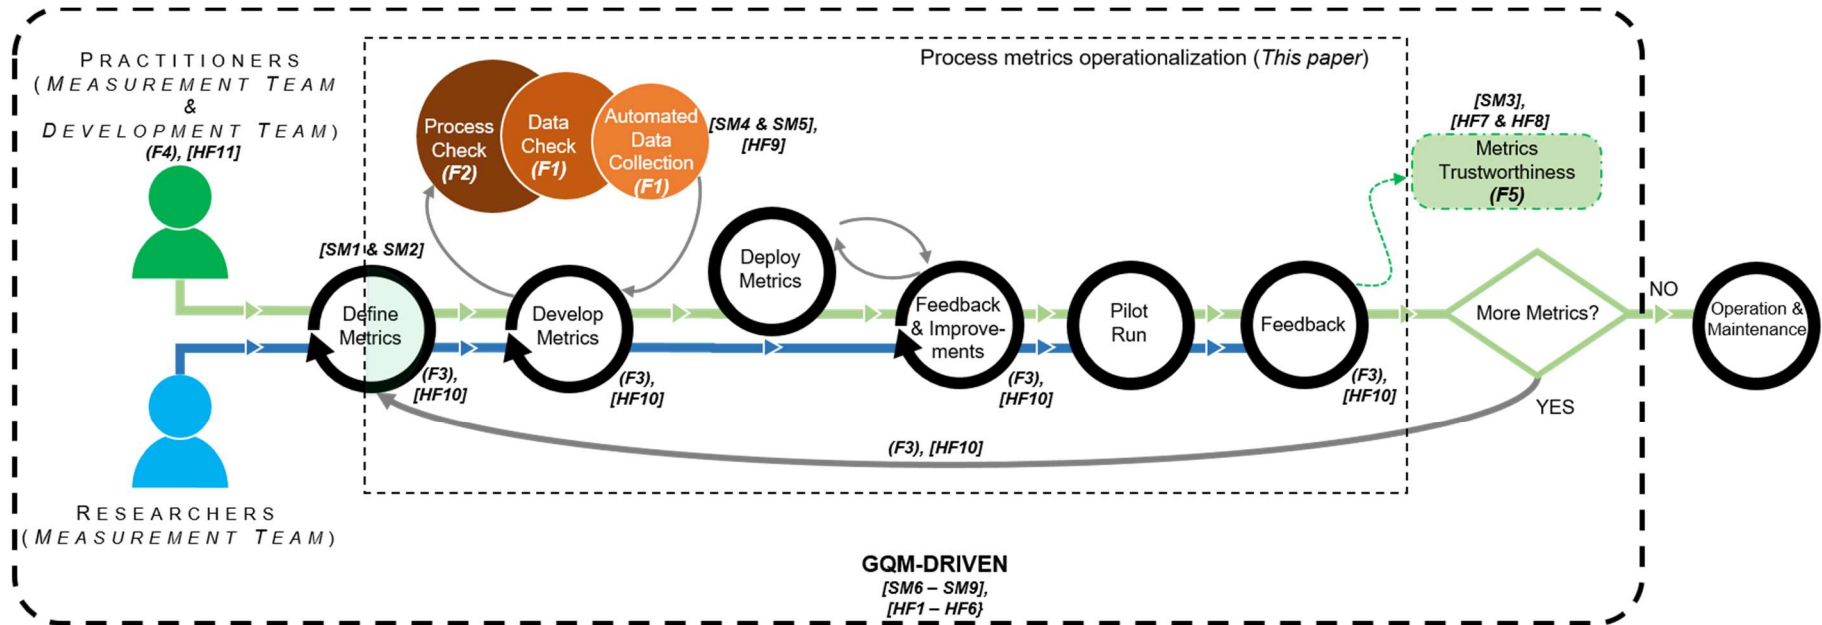 Process metrics operationalization (This paper)
PRACTITIONERS
(MEASUREMENT TEAM
&
DEVELOPMENT TEAM)
(F4), [HF11]
Process
Check
(F2)
Data
Check
(F1)
Automated
Data
Collection
(F1)
[SM4 & SM5],
[HF9]
[SM3],
[HF7 & HF8]
Metrics
Trustworthiness
(F5)
[SM1 & SM2]
Define
Metrics
(F3),
[HF10]
Develop
Metrics
(F3),
[HF10]
Deploy
Metrics
Feedback
& Improve-
ments
(F3),
[HF10]
Pilot
Run
Feedback
(F3),
[HF10]
More Metrics?
NO
Operation &
Maintenance
YES
(F3), [HF10]
RESEARCHERS
(MEASUREMENT TEAM)
GQM-DRIVEN
[SM6 – SM9],
[HF1 – HF6}